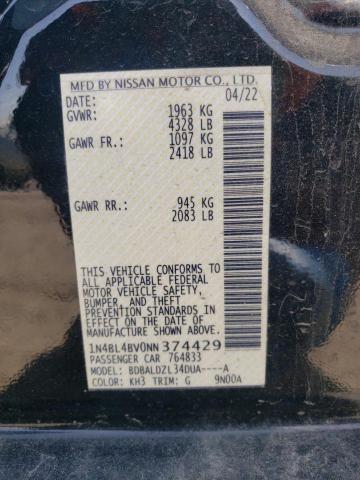 MFD BY NISSAN MOTOR CO., LTD.
DATE: 04/22
GVWR: 1963 KG
4328 LB
GAWR FR.: 1097 KG
2418 LB
GAWR RR.: 945 KG
2083 LB
THIS VEHICLE CONFORMS TO
ALL APPLICABLE FEDERAL
MOTOR VEHICLE SAFETY,
BUMPER, AND THEFT
PREVENTION STANDARDS
IN EFFECT ON THE DATE OF
MANUFACTURE SHOWN ABOVE.
1N4BL4BV0NN374429
PASSENGER CAR 764833
MODEL: BDBALDZL34DUA----A
COLOR: KH3 TRIM: G 9N00A